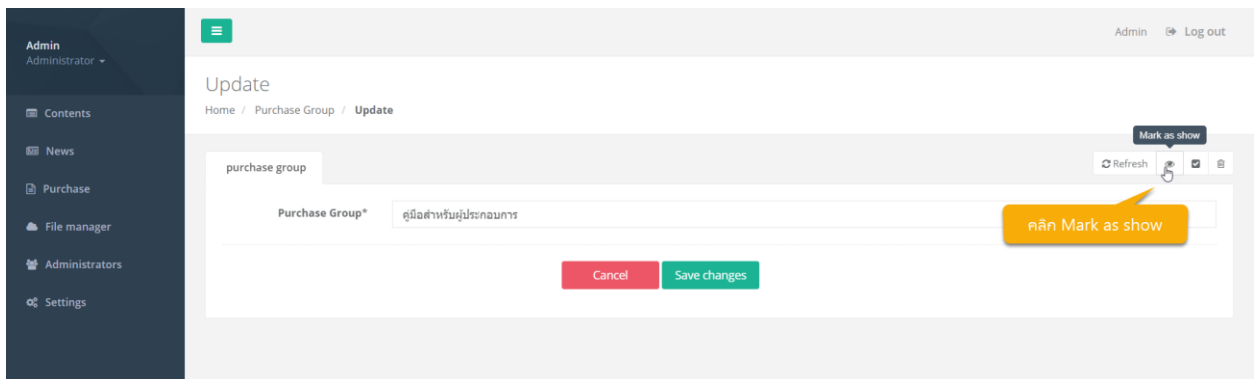 Admin
Administrator
Admin Log out
Update
Home / Purchase Group / Update
Contents
News
Purchase
File manager
Administrators
Settings
Mark as show
purchase group
Refresh
Purchase Group*
คู่มือสำหรับผู้ประกอบการ
คลิก Mark as show
Cancel
Save changes